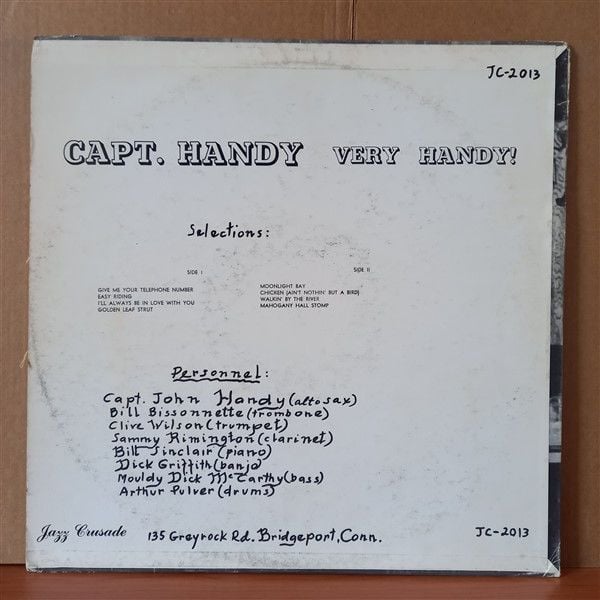 JC-2013
CAPT. HANDY VERY HANDY!
Selections:
SIDE I
GIVE ME YOUR TELEPHONE NUMBER
EASY RIDING
I'LL ALWAYS BE IN LOVE WITH YOU
GOLDEN LEAF STRUT
SIDE II
MOONLIGHT BAY
CHICKEN (AIN'T NOTHIN' BUT A BIRD)
WALKIN' BY THE RIVER
MAHOGANY HALL STOMP
Personnel:
Capt. John Handy (alto sax)
Bill Bissonnette (trombone)
Clive Wilson (trumpet)
Sammy Rimington (clarinet)
Bill Sinclair (piano)
Dick Griffith (banjo)
Mouldy Dick McCarthy (bass)
Arthur Pulver (drums)
Jazz Crusade 135 Greyrock Rd. Bridgeport, Conn. JC-2013